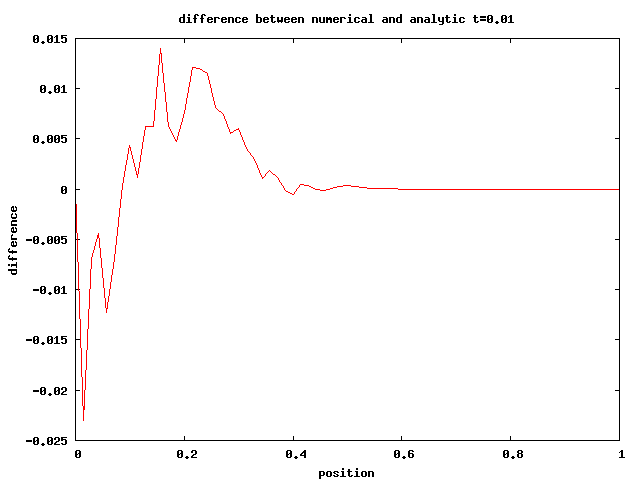 difference between numerical and analytic t=0.01
0.015
0.01
0.005
0
-0.005
-0.01
-0.015
-0.02
-0.025
difference
0 0.2 0.4 0.6 0.8 1
position